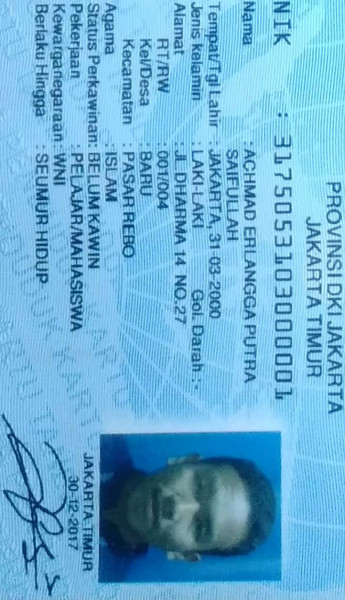 PROVINSI DKI JAKARTA
JAKARTA TIMUR
NIK : 3175053103000001
Nama : ACHMAD ERLANGGA PUTRA
SAIFULLAH
Tempat/Tgl Lahir : JAKARTA, 31-03-2000
Jenis kelamin : LAKI-LAKI Gol. Darah : -
Alamat : JL DHARMA 14 NO.27
RT/RW : 001/004
Kel/Desa : BARU
Kecamatan : PASAR REBO
Agama : ISLAM
Status Perkawinan: BELUM KAWIN
Pekerjaan : PELAJAR/MAHASISWA
Kewarganegaraan : WNI
Berlaku Hingga : SEUMUR HIDUP
JAKARTA TIMUR
30-12-2017